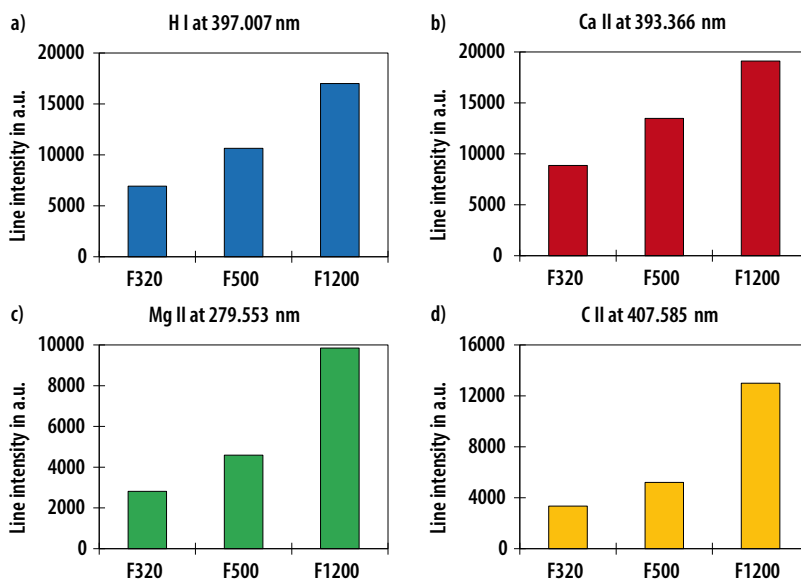 a)
H I at 397.007 nm
Line intensity in a.u.
20000
15000
10000
5000
0
F320 F500 F1200
b)
Ca II at 393.366 nm
Line intensity in a.u.
20000
15000
10000
5000
0
F320 F500 F1200
c)
Mg II at 279.553 nm
Line intensity in a.u.
10000
8000
6000
4000
2000
0
F320 F500 F1200
d)
C II at 407.585 nm
Line intensity in a.u.
16000
12000
8000
4000
0
F320 F500 F1200